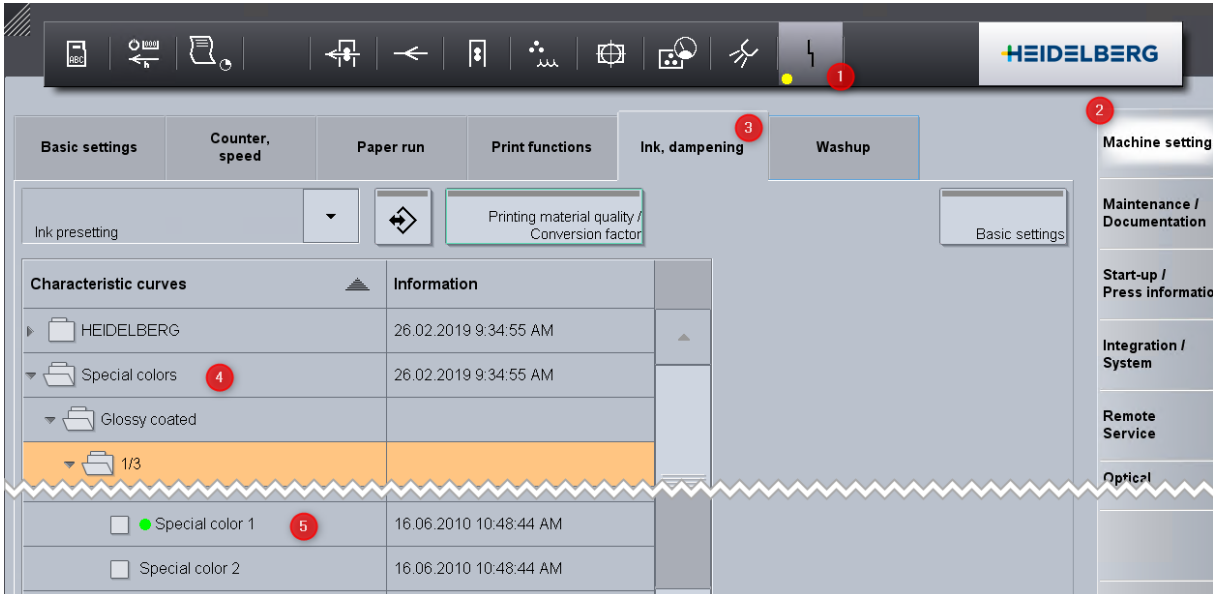 ABC
h
HEIDELBERG
1
2
3
Basic settings
Counter,
speed
Paper run
Print functions
Ink, dampening
Washup
Machine setting
Ink presetting
Printing material quality /
Conversion factor
Basic settings
Maintenance /
Documentation
Characteristic curves
Information
Start-up /
Press informatio
HEIDELBERG
26.02.2019 9:34:55 AM
Special colors
4
26.02.2019 9:34:55 AM
Integration /
System
Glossy coated
Remote
Service
1/3
Optical
Special color 1
5
16.06.2010 10:48:44 AM
Special color 2
16.06.2010 10:48:44 AM